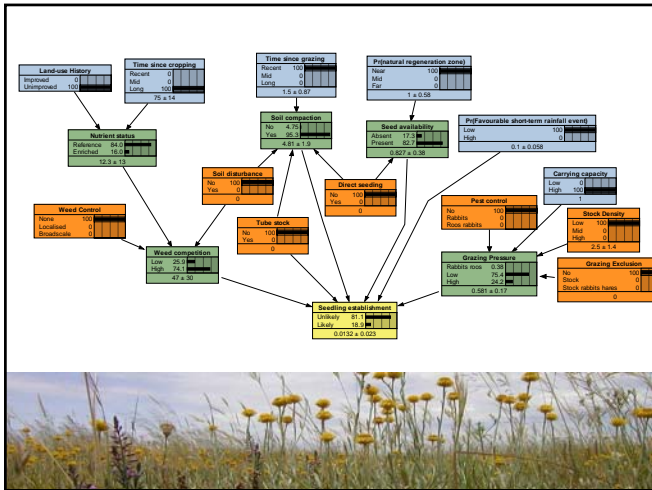 Land-use History
Improved 0
Unimproved 100
Time since cropping
Recent 0
Mid 0
Long 100
75 ± 14
Time since grazing
Recent 100
Mid 0
Long 0
1.5 ± 0.87
Pr(natural regeneration zone)
Near 100
Mid 0
Far 0
1 ± 0.58
Pr(Favourable short-term rainfall event)
Low 100
High 0
0.1 ± 0.058
Nutrient status
Reference 84.0
Enriched 16.0
12.3 ± 13
Soil compaction
No 4.75
Yes 95.3
4.81 ± 1.9
Seed availability
Absent 17.3
Present 82.7
0.827 ± 0.38
Soil disturbance
No 100
Yes 0
0
Direct seeding
No 100
Yes 0
0
Carrying capacity
Low 0
High 100
1
Weed Control
None 100
Localised 0
Broadscale 0
Tube stock
No 100
Yes 0
0
Pest control
No 100
Rabbits 0
Roos rabbits 0
Stock Density
Low 100
Mid 0
High 0
2.5 ± 1.4
Weed competition
Low 25.9
High 74.1
47 ± 30
Grazing Pressure
Rabbits roos 0.38
Low 75.4
High 24.2
0.581 ± 0.17
Grazing Exclusion
No 100
Stock 0
Stock rabbits hares 0
0
Seedling establishment
Unlikely 81.1
Likely 18.9
0.0132 ± 0.023